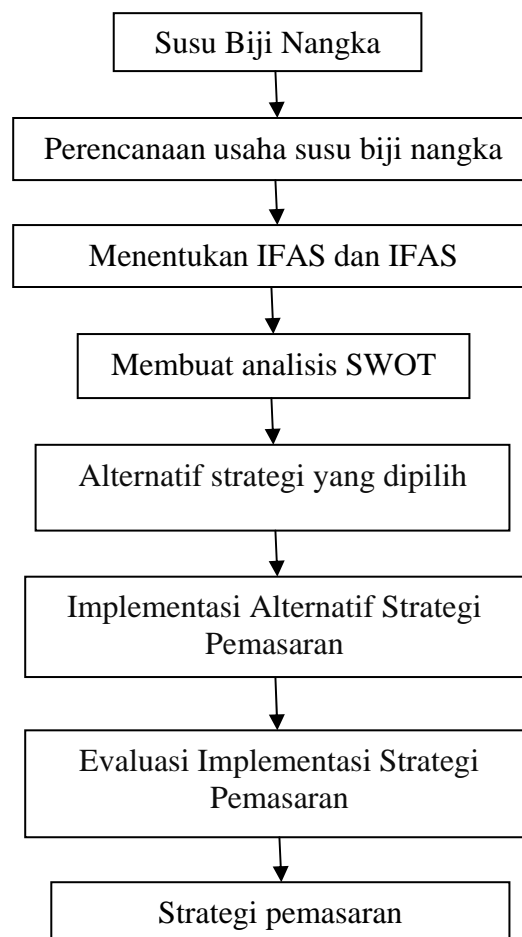 Susu Biji Nangka
Perencanaan usaha susu biji nangka
Menentukan IFAS dan IFAS
Membuat analisis SWOT
Alternatif strategi yang dipilih
Implementasi Alternatif Strategi
Pemasaran
Evaluasi Implementasi Strategi
Pemasaran
Strategi pemasaran